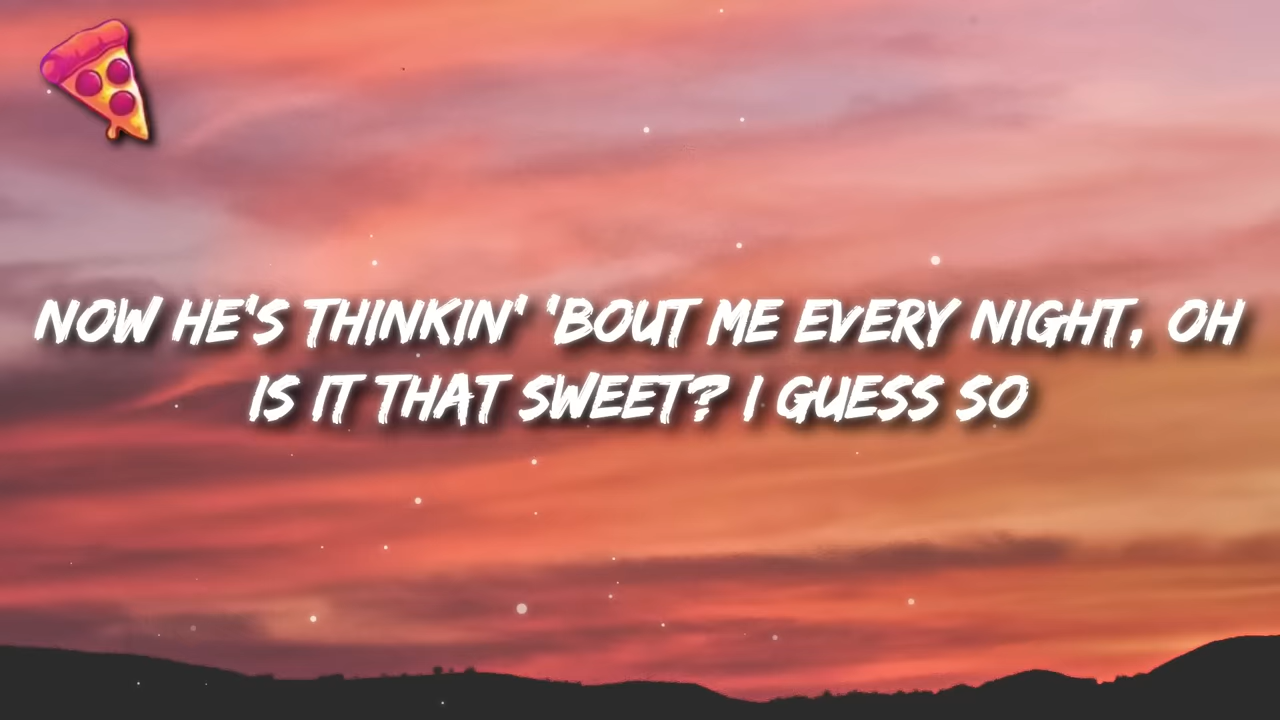 NOW HE'S THINKIN' 'BOUT ME EVERY NIGHT, OH
IS IT THAT SWEET? I GUESS SO